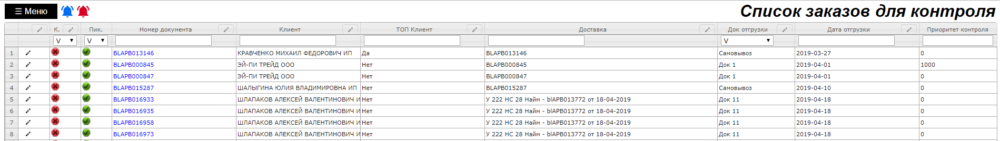 ☰ Меню
Список заказов для контроля
К. Пик. Номер документа Клиент ТОП Клиент Доставка Док отгрузки Дата отгрузки Приоритет контроля
V V V
1 BLAPB013146 КРАВЧЕНКО МИХАИЛ ФЕДОРОВИЧ ИП Да BLAPB013146 Самовывоз 2019-03-27 0
2 BLAPB000845 ЭЙ-ПИ ТРЕЙД ООО Нет BLAPB000845 Док 1 2019-04-01 1000
3 BLAPB000847 ЭЙ-ПИ ТРЕЙД ООО Нет BLAPB000847 Док 1 2019-04-01 0
4 BLAPB015287 ШАЛЫГИНА ЮЛИЯ ВЛАДИМИРОВНА ИП Нет BLAPB015287 Самовывоз 2019-04-10 0
5 BLAPB016933 ШЛАПАКОВ АЛЕКСЕЙ ВАЛЕНТИНОВИЧ И Нет У 222 НС 28 Найм - blAPB013772 от 18-04-2019 Док 11 2019-04-18 0
6 BLAPB016935 ШЛАПАКОВ АЛЕКСЕЙ ВАЛЕНТИНОВИЧ И Нет У 222 НС 28 Найм - blAPB013772 от 18-04-2019 Док 11 2019-04-18 0
7 BLAPB016958 ШЛАПАКОВ АЛЕКСЕЙ ВАЛЕНТИНОВИЧ И Нет У 222 НС 28 Найм - blAPB013772 от 18-04-2019 Док 11 2019-04-18 0
8 BLAPB016973 ШЛАПАКОВ АЛЕКСЕЙ ВАЛЕНТИНОВИЧ И Нет У 222 НС 28 Найм - blAPB013772 от 18-04-2019 Док 11 2019-04-18 0